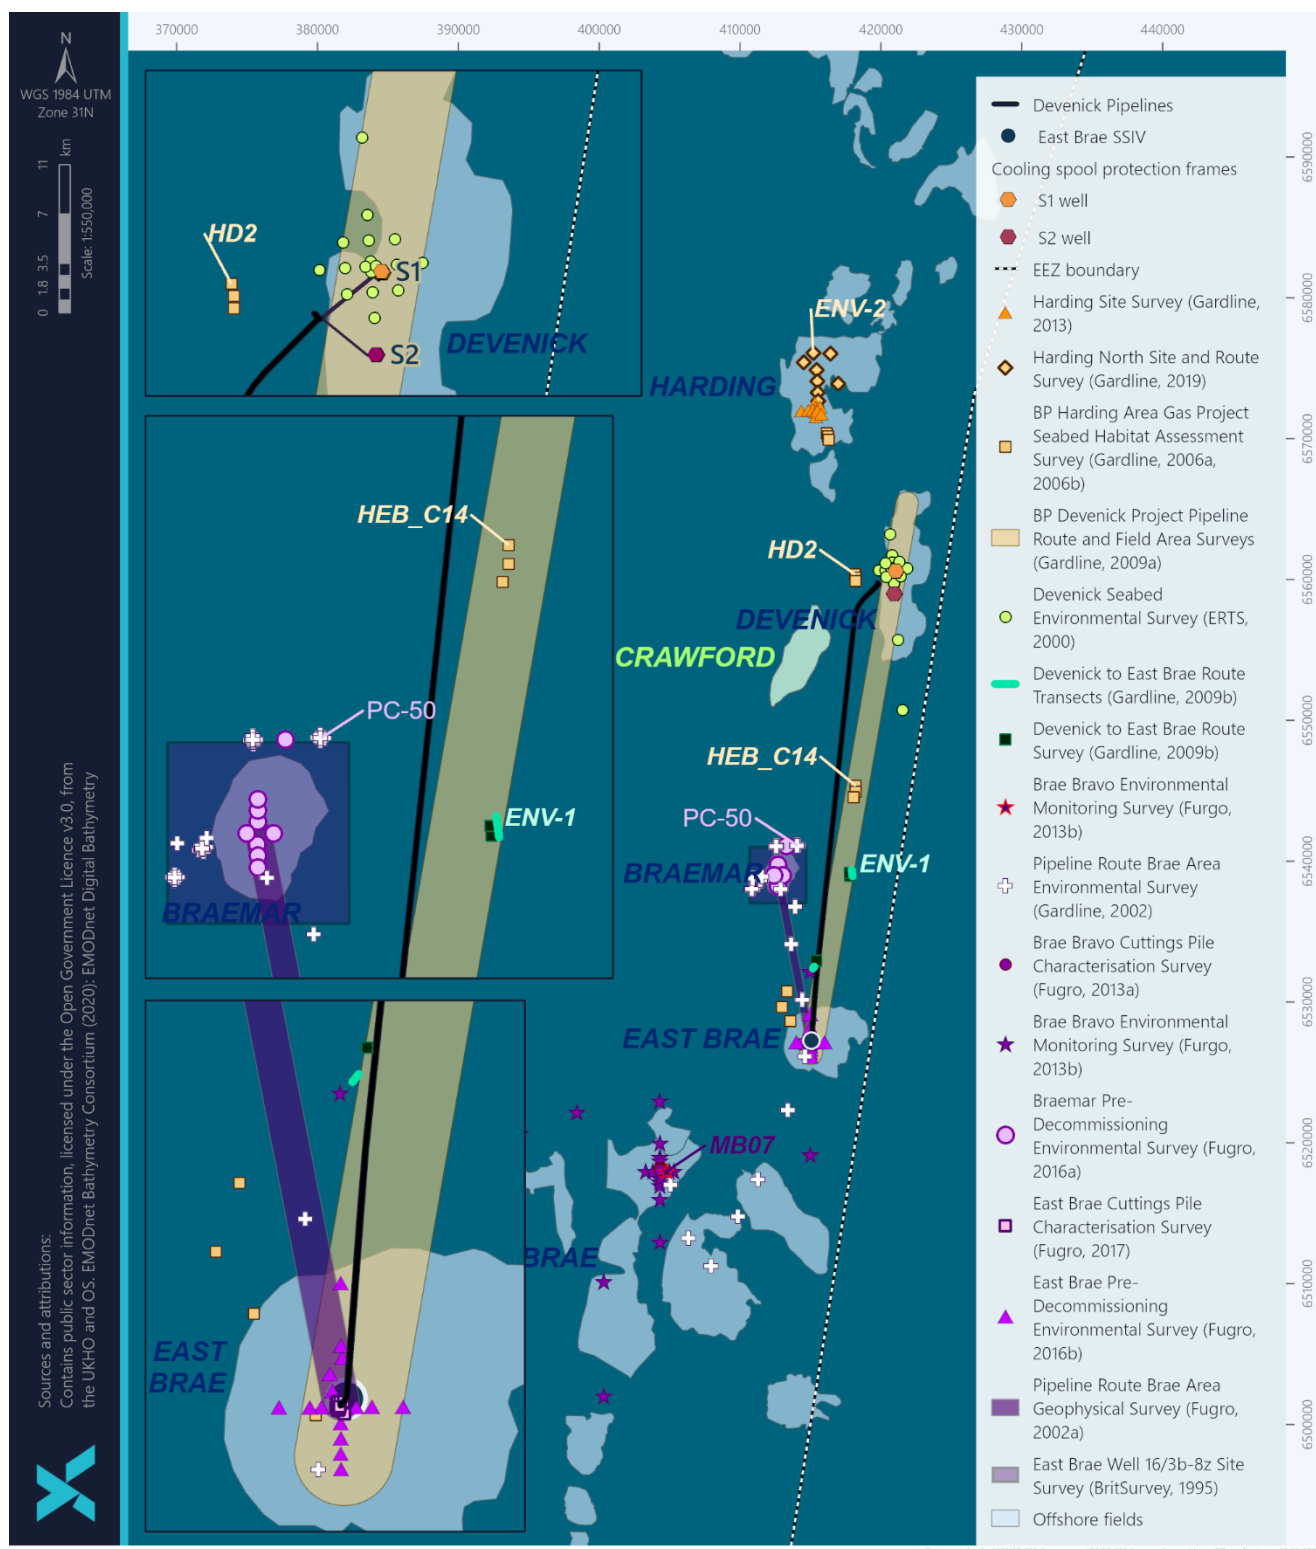 370000 380000 390000 400000 410000 420000 430000 440000
N
WGS 1984 UTM
Zone 31N
0 1.8 3.5 7 11
km
Scale: 1:550,000
Sources and attributions:
Contains public sector information, licensed under the Open Government Licence v3.0, from
the UKHO and OS. EMODnet Bathymetry Consortium (2020): EMODnet Digital Bathymetry
HD2
S1
S2
DEVENICK
HEB_C14
PC-50
ENV-1
BRAEMAR
EAST
BRAE
ENV-2
HARDING
HD2
DEVENICK
CRAWFORD
HEB_C14
PC-50
BRAEMAR
ENV-1
EAST BRAE
MB07
BRAE
Devenick Pipelines
East Brae SSIV
Cooling spool protection frames
S1 well
S2 well
EEZ boundary
Harding Site Survey (Gardline,
2013)
Harding North Site and Route
Survey (Gardline, 2019)
BP Harding Area Gas Project
Seabed Habitat Assessment
Survey (Gardline, 2006a,
2006b)
BP Devenick Project Pipeline
Route and Field Area Surveys
(Gardline, 2009a)
Devenick Seabed
Environmental Survey (ERTS,
2000)
Devenick to East Brae Route
Transects (Gardline, 2009b)
Devenick to East Brae Route
Survey (Gardline, 2009b)
Brae Bravo Environmental
Monitoring Survey (Furgo,
2013b)
Pipeline Route Brae Area
Environmental Survey
(Gardline, 2002)
Brae Bravo Cuttings Pile
Characterisation Survey
(Fugro, 2013a)
Brae Bravo Environmental
Monitoring Survey (Furgo,
2013b)
Braemar Pre-
Decommissioning
Environmental Survey (Fugro,
2016a)
East Brae Cuttings Pile
Characterisation Survey
(Fugro, 2017)
East Brae Pre-
Decommissioning
Environmental Survey (Fugro,
2016b)
Pipeline Route Brae Area
Geophysical Survey (Fugro,
2002a)
East Brae Well 16/3b-8z Site
Survey (BritSurvey, 1995)
Offshore fields
6590000
6580000
6570000
6560000
6550000
6540000
6530000
6520000
6510000
6500000